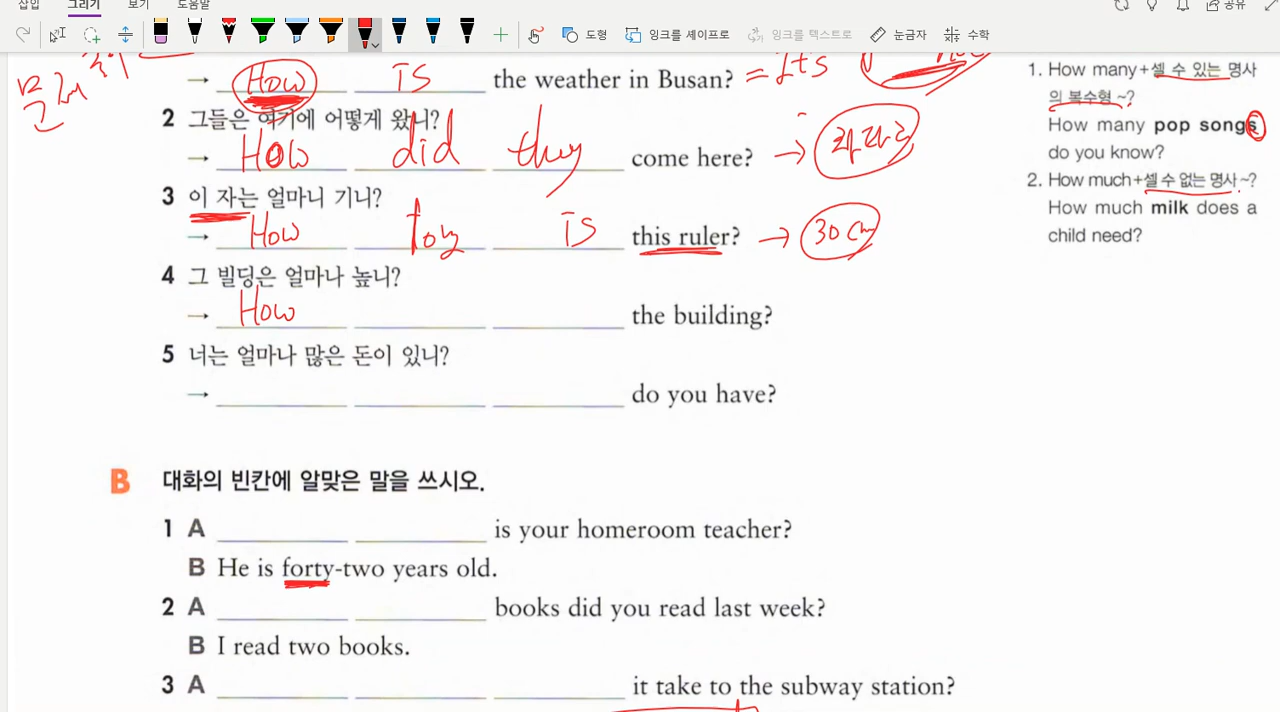 삽입 그리기 보기 도움말 공유
도형 잉크를 셰이프로 잉크를 텍스트로 눈금자 수학
→ How is the weather in Busan? = It's
2 그들은 여기에 어떻게 왔니?
→ How did they come here? →
3 이 자는 얼마니 기니?
→ How long is this ruler? → 30cm
4 그 빌딩은 얼마나 높니?
→ How the building?
5 너는 얼마나 많은 돈이 있니?
→ do you have?
1. How many+셀 수 있는 명사
의 복수형 ~?
How many pop songs
do you know?
2. How much+셀 수 없는 명사~?
How much milk does a
child need?
B 대화의 빈칸에 알맞은 말을 쓰시오.
1 A is your homeroom teacher?
B He is forty-two years old.
2 A books did you read last week?
B I read two books.
3 A it take to the subway station?